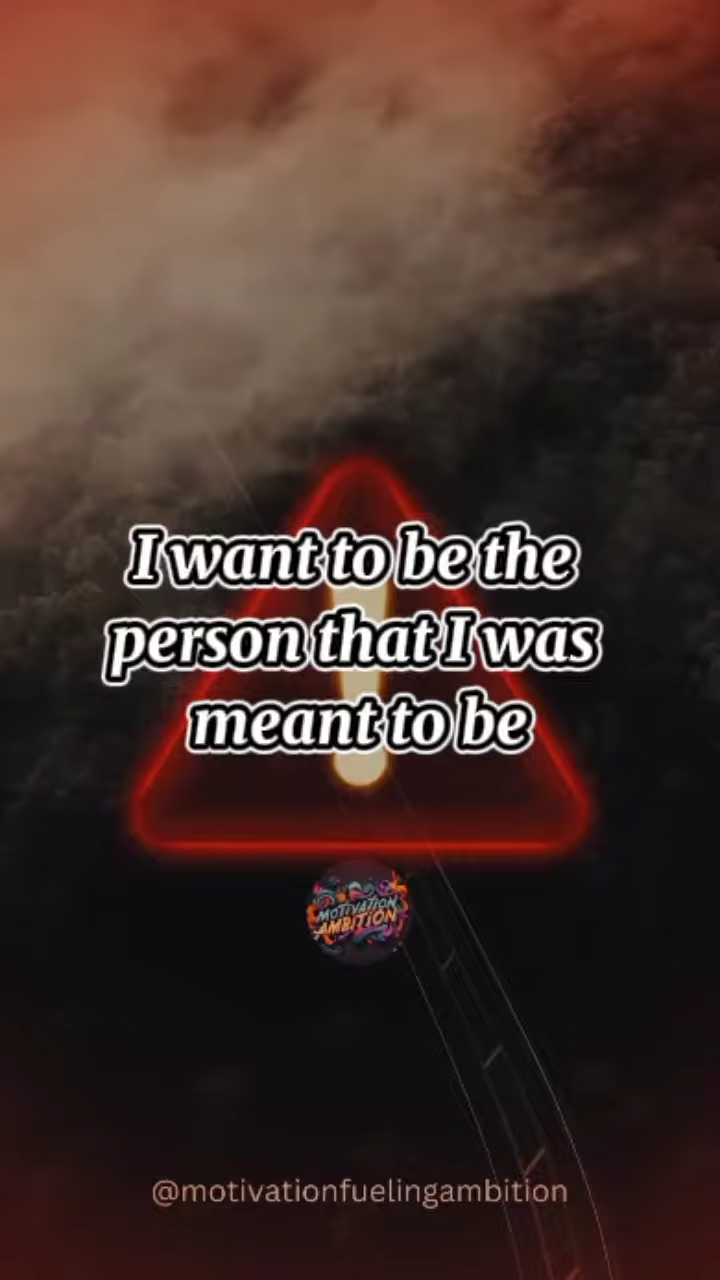 I want to be the
person that I was
meant to be
MOTIVATION
AMBITION
@motivationfuelingambition